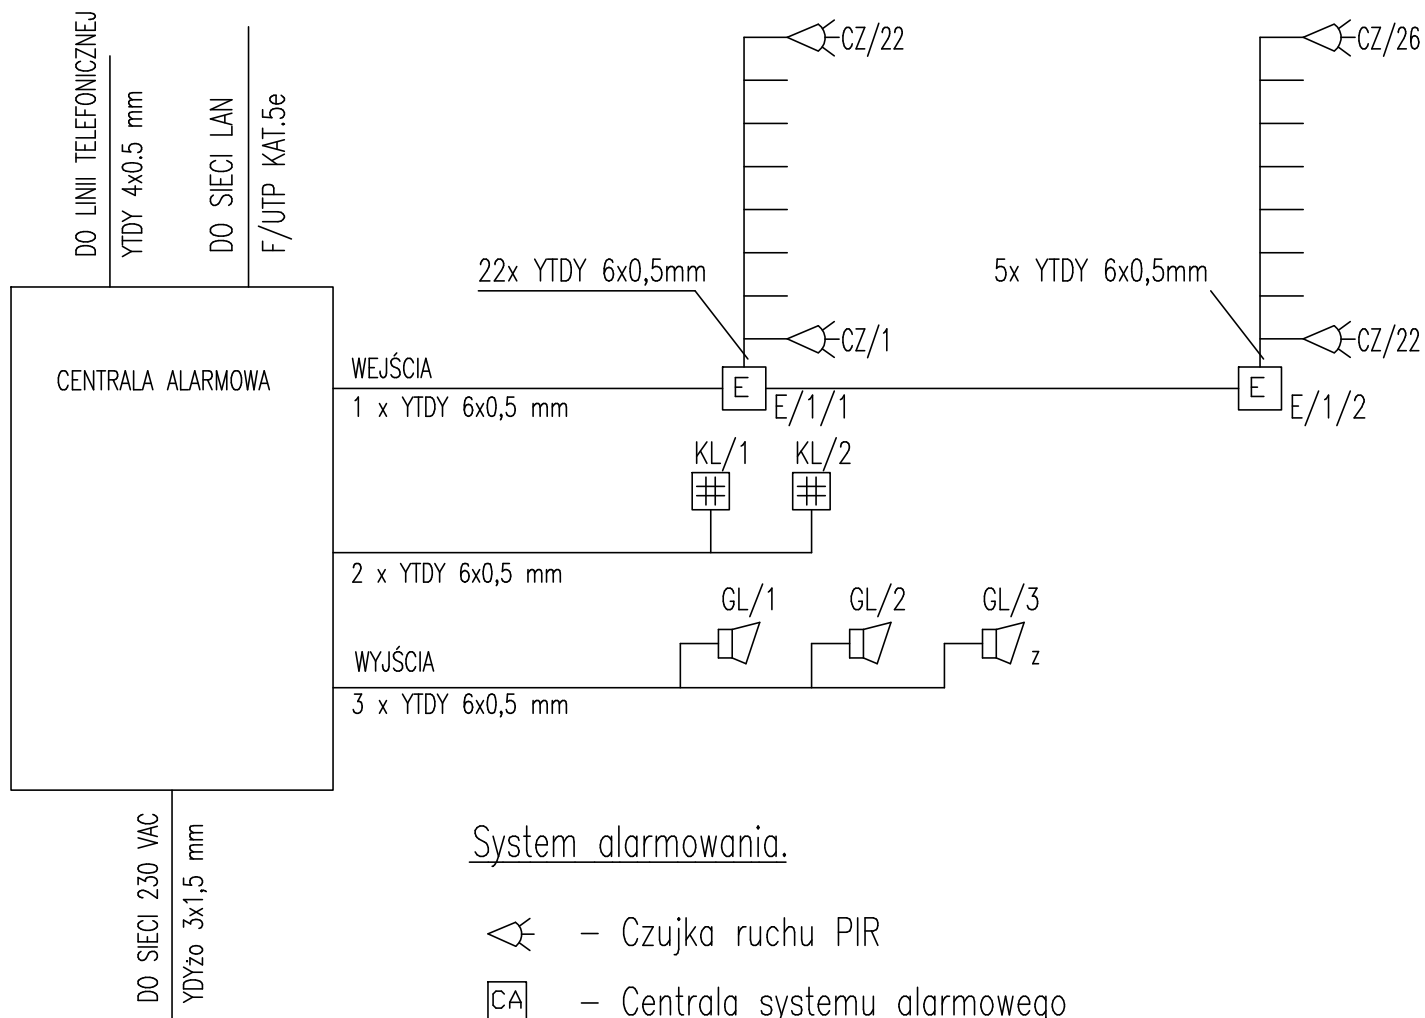 DO LINII TELEFONICZNEJ
YTDY 4x0.5 mm
DO SIECI LAN
F/UTP KAT.5e
CZ/22
CZ/26
22x YTDY 6x0,5mm
5x YTDY 6x0,5mm
CZ/1
CZ/22
CENTRALA ALARMOWA
WEJŚCIA
1 x YTDY 6x0,5 mm
E
E/1/1
E
E/1/2
KL/1
KL/2
2 x YTDY 6x0,5 mm
GL/1
GL/2
GL/3
z
WYJŚCIA
3 x YTDY 6x0,5 mm
DO SIECI 230 VAC
YDYżo 3x1,5 mm
System alarmowania.
– Czujka ruchu PIR
CA – Centrala systemu alarmowego